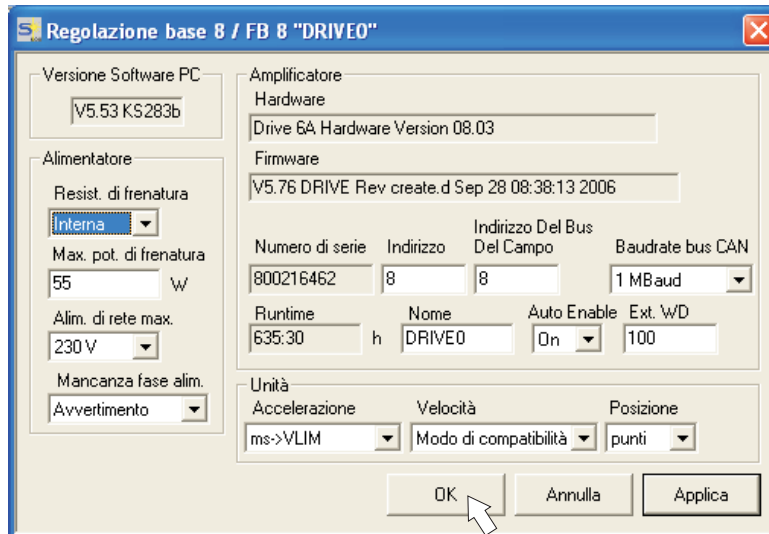 Regolazione base 8 / FB 8 "DRIVE0"
Versione Software PC
V5.53 KS283b
Alimentatore
Resist. di frenatura
Interna
Max. pot. di frenatura
55 W
Alim. di rete max.
230 V
Mancanza fase alim.
Avvertimento
Amplificatore
Hardware
Drive 6A Hardware Version 08.03
Firmware
V5.76 DRIVE Rev create.d Sep 28 08:38:13 2006
Numero di serie
800216462
Indirizzo
8
Indirizzo Del Bus
Del Campo
8
Baudrate bus CAN
1 MBaud
Runtime
635:30 h
Nome
DRIVE0
Auto Enable
On
Ext. WD
100
Unità
Accelerazione
ms->VLIM
Velocità
Modo di compatibilità
Posizione
punti
OK
Annulla
Applica